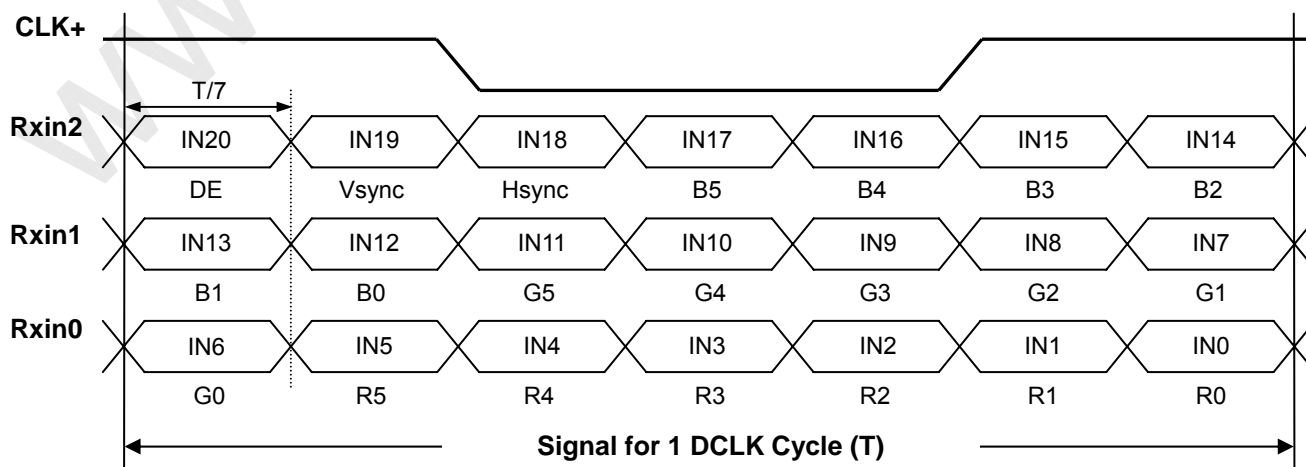 CLK+
T/7
Rxin2 IN20 IN19 IN18 IN17 IN16 IN15 IN14
DE Vsync Hsync B5 B4 B3 B2
Rxin1 IN13 IN12 IN11 IN10 IN9 IN8 IN7
B1 B0 G5 G4 G3 G2 G1
Rxin0 IN6 IN5 IN4 IN3 IN2 IN1 IN0
G0 R5 R4 R3 R2 R1 R0
Signal for 1 DCLK Cycle (T)